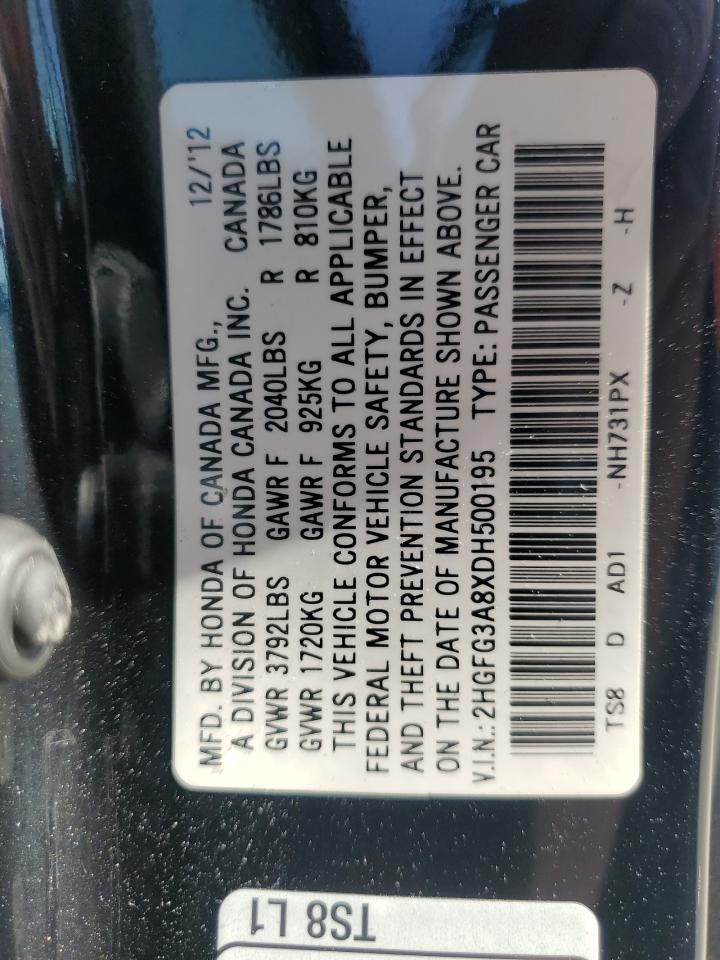 MFD. BY HONDA OF CANADA MFG., 12/'12
A DIVISION OF HONDA CANADA INC. CANADA
GVWR 3792LBS GAWR F 2040LBS R 1786LBS
GVWR 1720KG GAWR F 925KG R 810KG
THIS VEHICLE CONFORMS TO ALL APPLICABLE
FEDERAL MOTOR VEHICLE SAFETY, BUMPER,
AND THEFT PREVENTION STANDARDS IN EFFECT
ON THE DATE OF MANUFACTURE SHOWN ABOVE.
V.I.N.: 2HGFG3A8XDH500195 TYPE: PASSENGER CAR
TS8 D AD1 -NH731PX -Z -H
TS8 L1